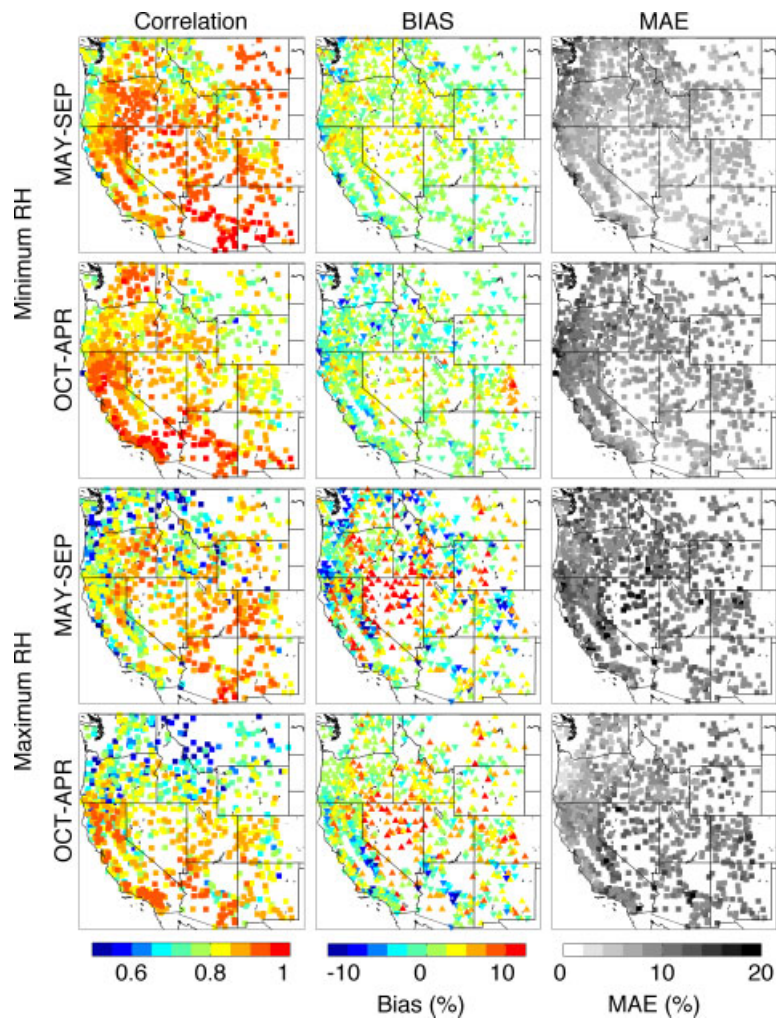 Correlation BIAS MAE
Minimum RH
MAY-SEP
OCT-APR
Maximum RH
MAY-SEP
OCT-APR
0.6 0.8 1
-10 0 10
0 10 20
Bias (%) MAE (%)